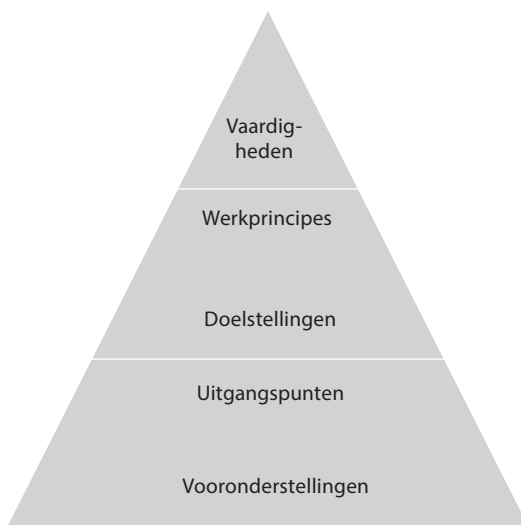 Vaardig-
heden
Werkprincipes
Doelstellingen
Uitgangspunten
Vooronderstellingen